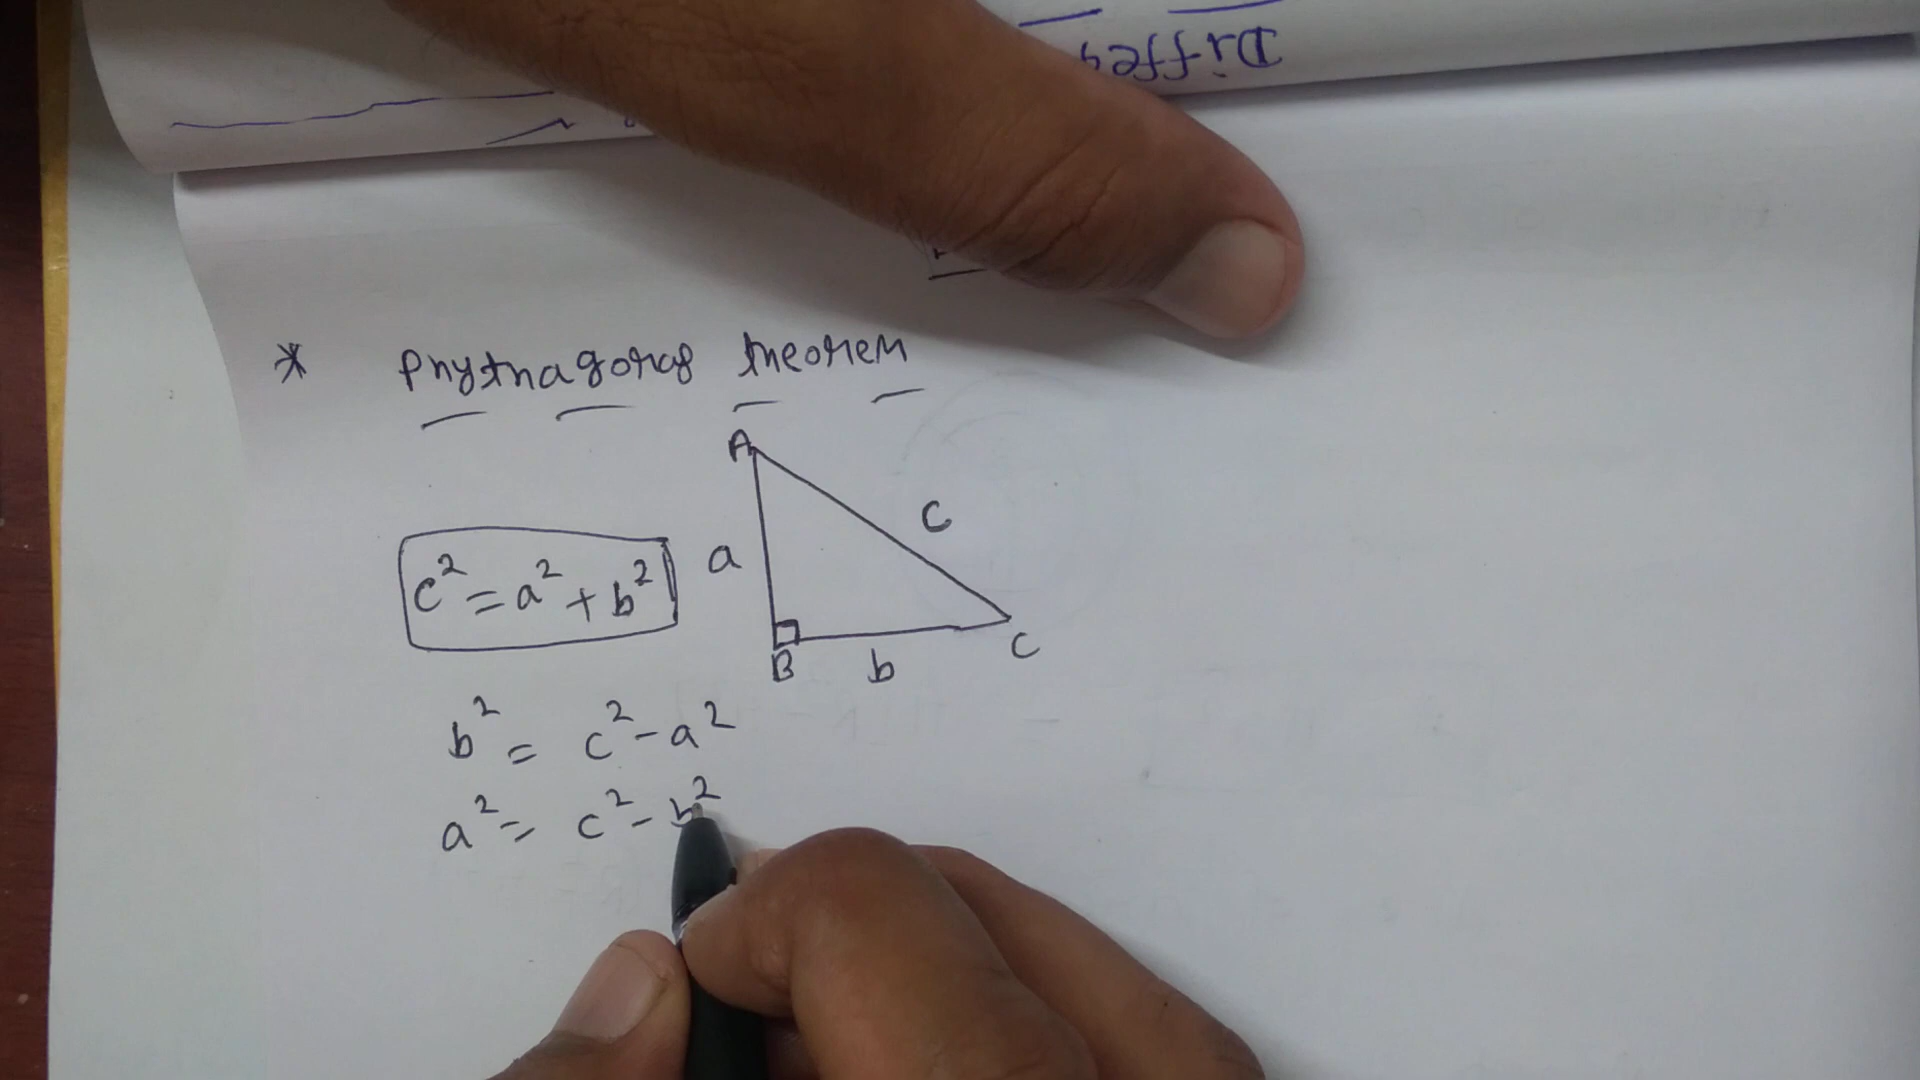 Differ
* Phythagoras theorem
A
c
a
c² = a² + b²
B
b
C
b² = c² - a²
a² = c² - b²